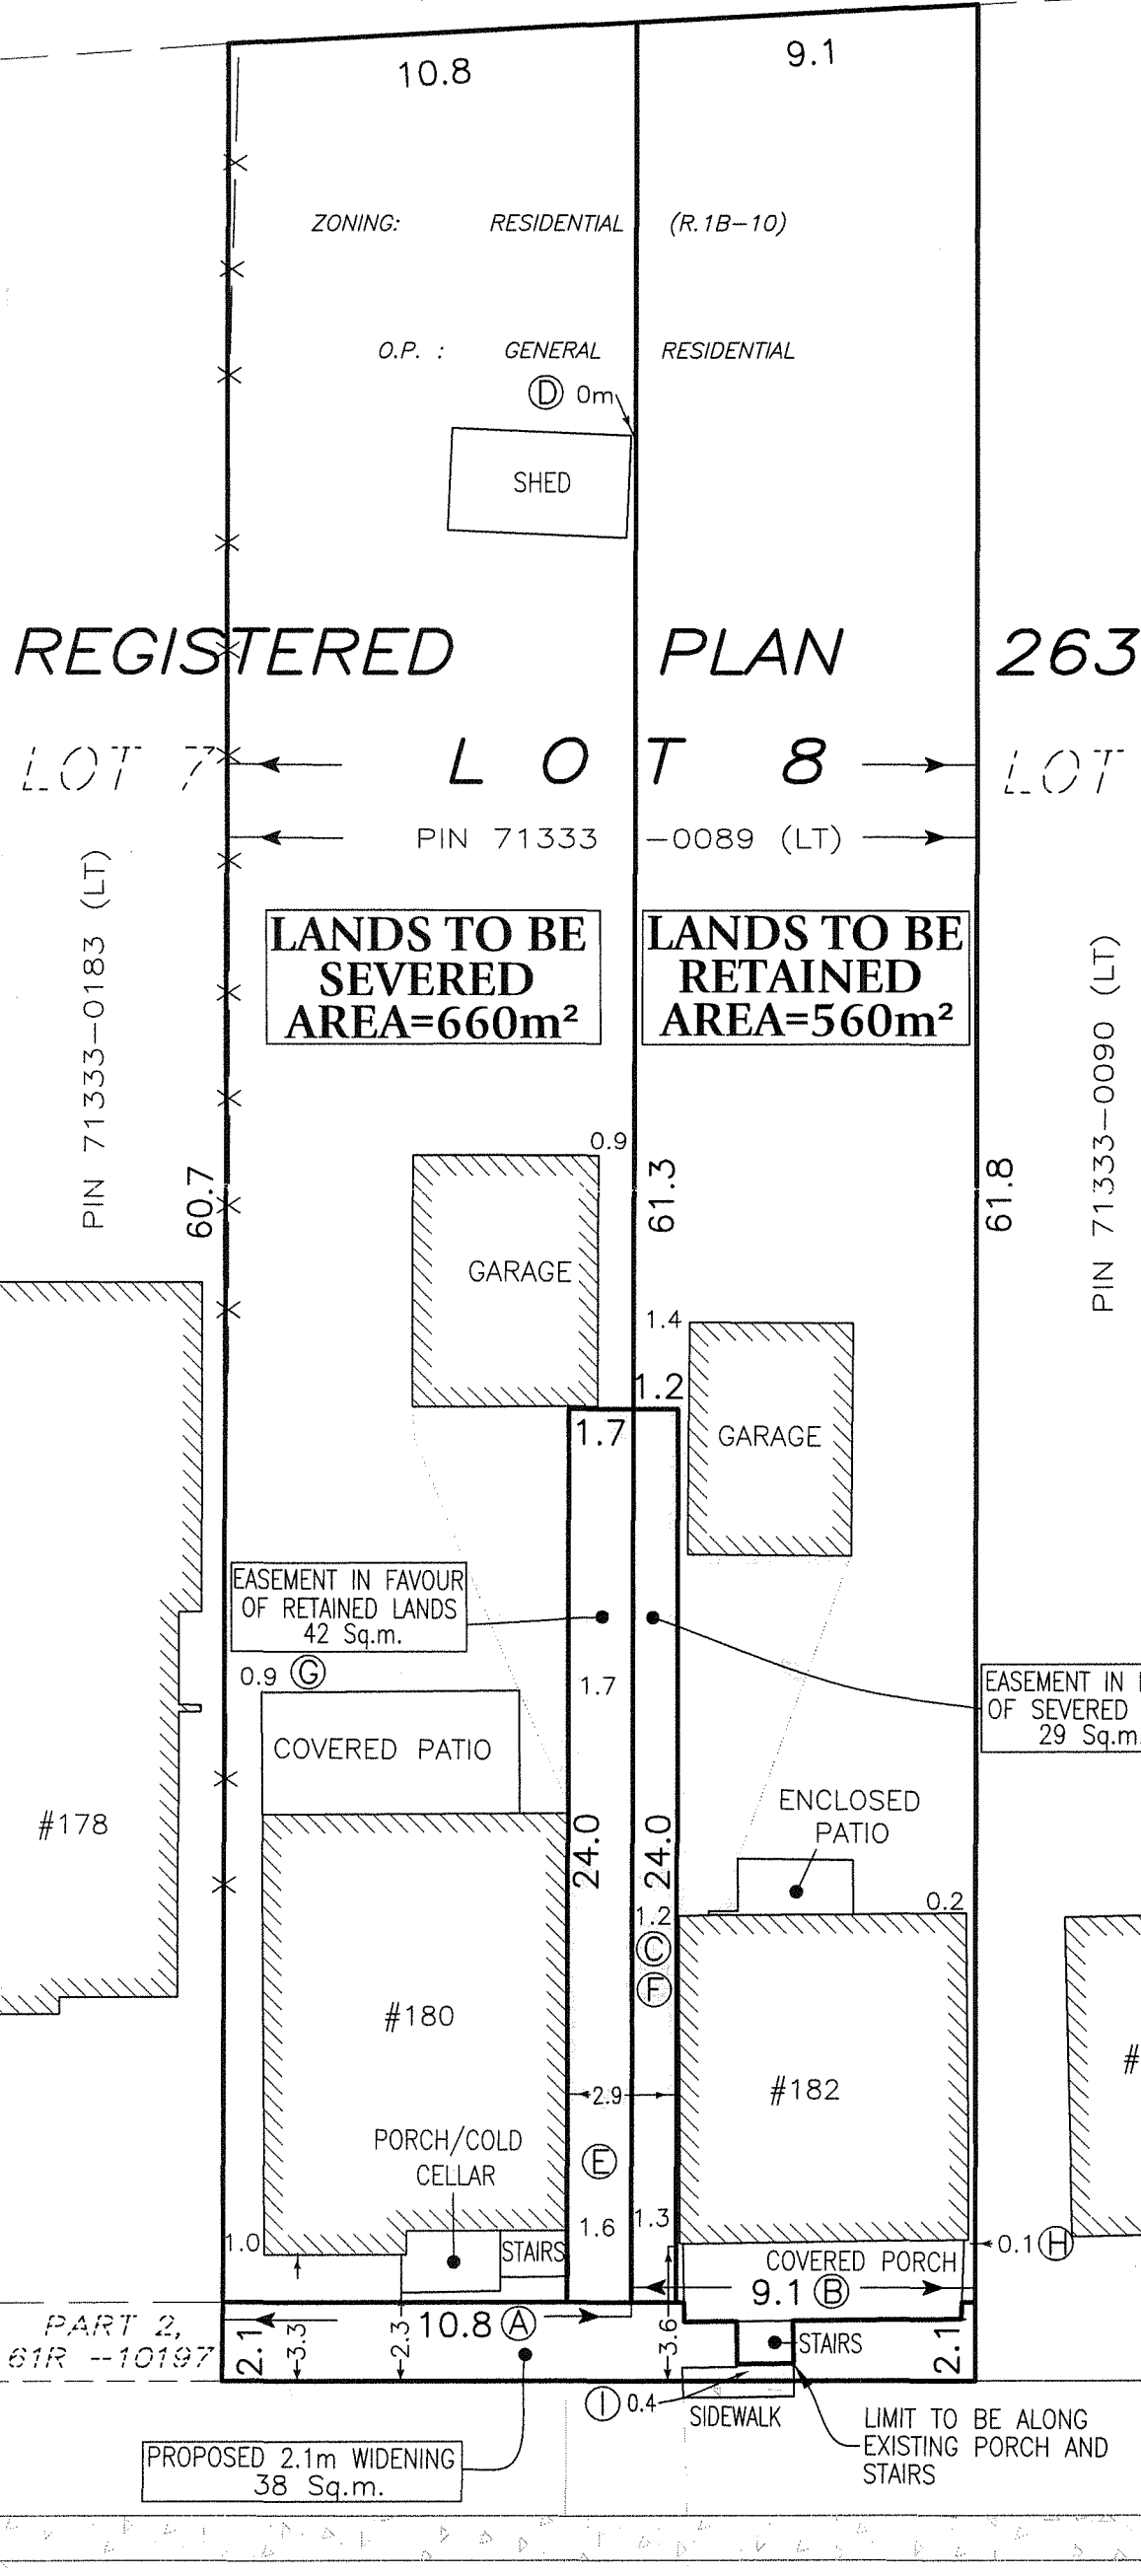 10.8
9.1
ZONING: RESIDENTIAL (R.1B-10)
O.P. : GENERAL RESIDENTIAL
Ⓓ 0m
SHED
REGISTERED PLAN 263
LOT 7
LOT 8
LOT
PIN 71333-0089 (LT)
PIN 71333-0183 (LT)
LANDS TO BE
SEVERED
AREA=660m²
LANDS TO BE
RETAINED
AREA=560m²
PIN 71333-0090 (LT)
60.7
0.9
61.3
61.8
GARAGE
1.4
1.2
1.7
GARAGE
EASEMENT IN FAVOUR
OF RETAINED LANDS
42 Sq.m.
0.9 Ⓖ
1.7
EASEMENT IN
OF SEVERED
29 Sq.m.
COVERED PATIO
#178
ENCLOSED
PATIO
24.0
24.0
0.2
1.2
Ⓒ
Ⓕ
#180
#182
#
2.9
PORCH/COLD
CELLAR
Ⓔ
1.0
1.6
1.3
STAIRS
COVERED PORCH
0.1 Ⓗ
9.1 Ⓑ
PART 2,
61R --10197
2.1
3.3
2.3
10.8 Ⓐ
3.6
STAIRS
2.1
Ⓘ 0.4
SIDEWALK
LIMIT TO BE ALONG
EXISTING PORCH AND
STAIRS
PROPOSED 2.1m WIDENING
38 Sq.m.